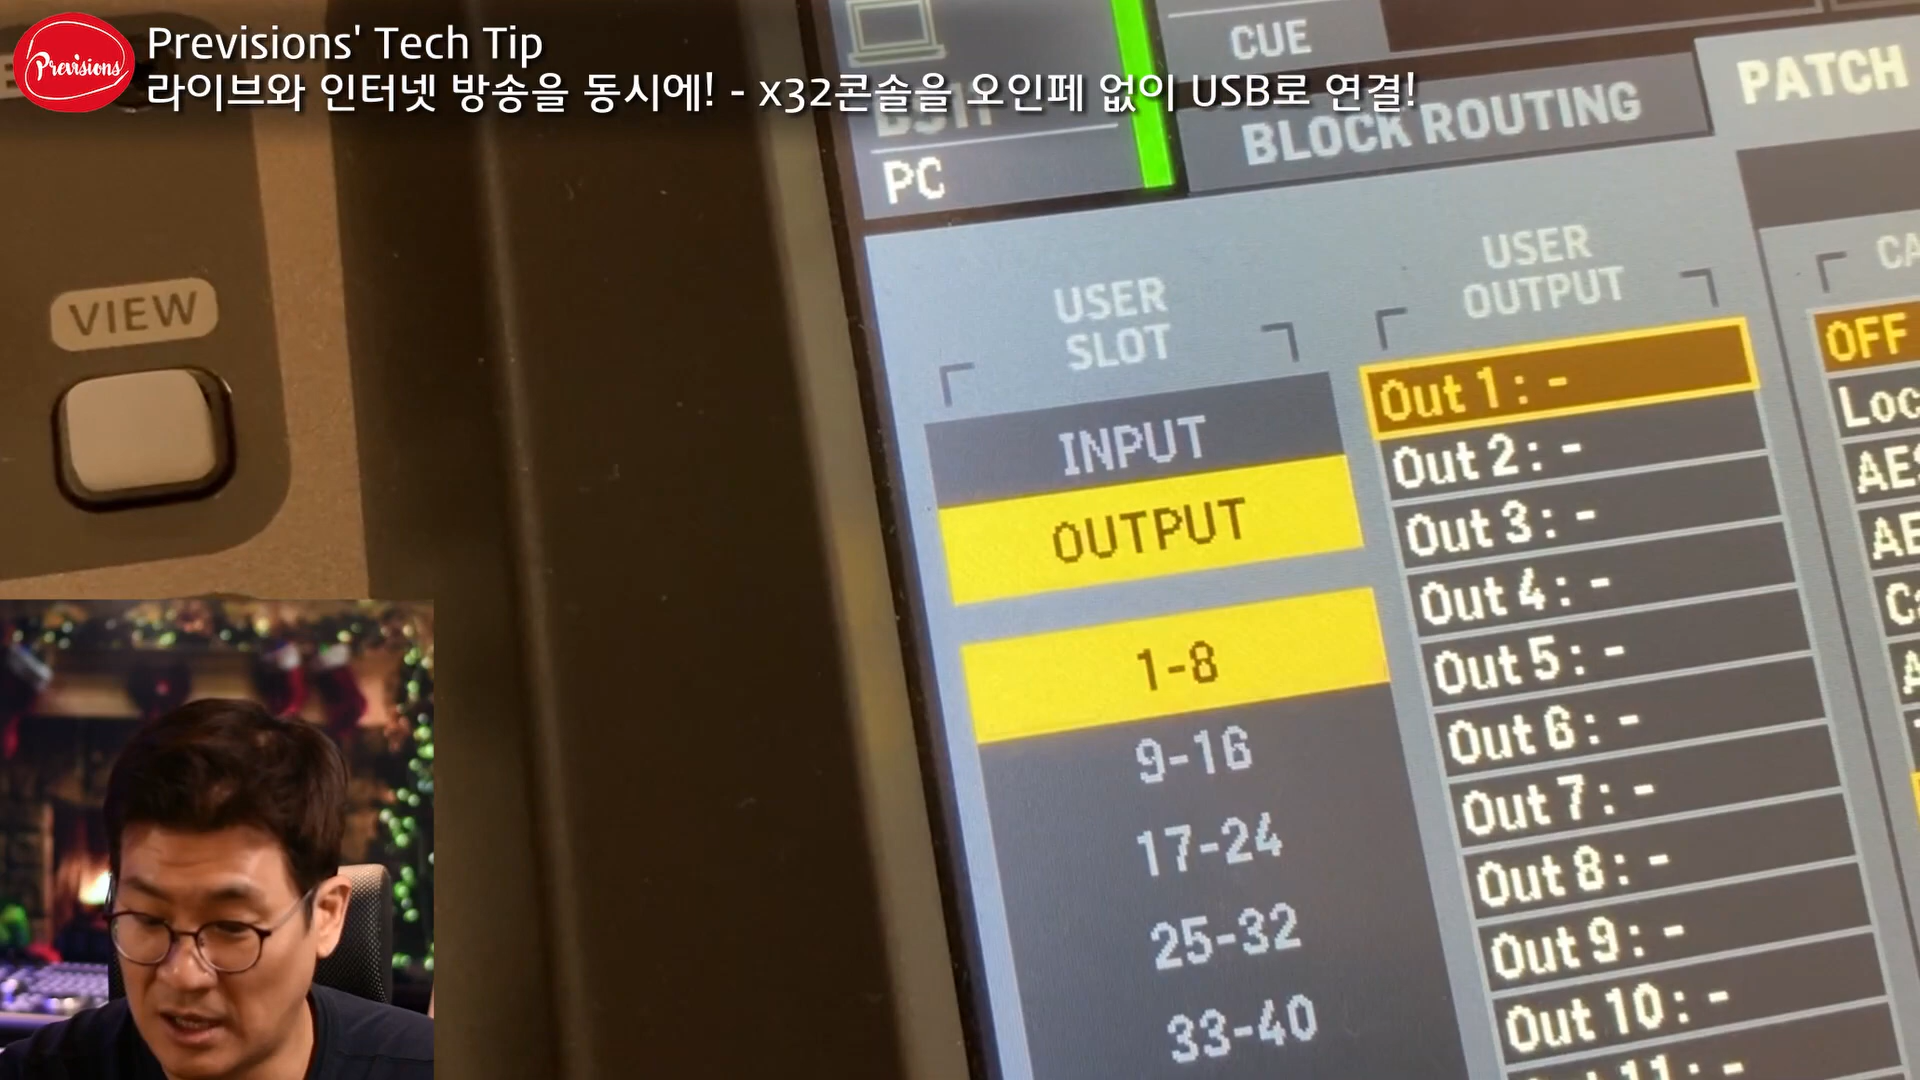 Previsions
Previsions' Tech Tip
라이브와 인터넷 방송을 동시에! - x32콘솔을 오인페 없이 USB로 연결!
CUE
PC
BLOCK ROUTING
PATCH
VIEW
USER
SLOT
INPUT
OUTPUT
1-8
9-16
17-24
25-32
33-40
USER
OUTPUT
Out 1 : -
Out 2 : -
Out 3 : -
Out 4 : -
Out 5 : -
Out 6 : -
Out 7 : -
Out 8 : -
Out 9 : -
Out 10 : -
OFF